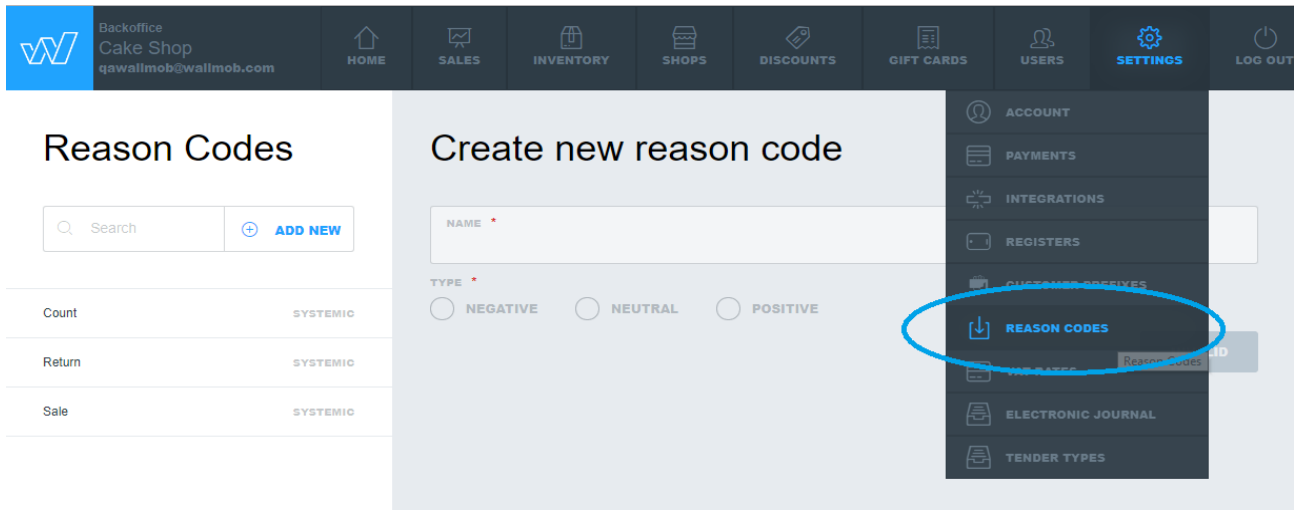 Backoffice
Cake Shop
qawallmob@wallmob.com
HOME
SALES
INVENTORY
SHOPS
DISCOUNTS
GIFT CARDS
USERS
SETTINGS
LOG OUT
Reason Codes
Search
ADD NEW
Count SYSTEMIC
Return SYSTEMIC
Sale SYSTEMIC
Create new reason code
NAME *
TYPE *
NEGATIVE
NEUTRAL
POSITIVE
ACCOUNT
PAYMENTS
INTEGRATIONS
REGISTERS
CUSTOMER PREFIXES
REASON CODES
Reason Codes
VAT RATES
ELECTRONIC JOURNAL
TENDER TYPES